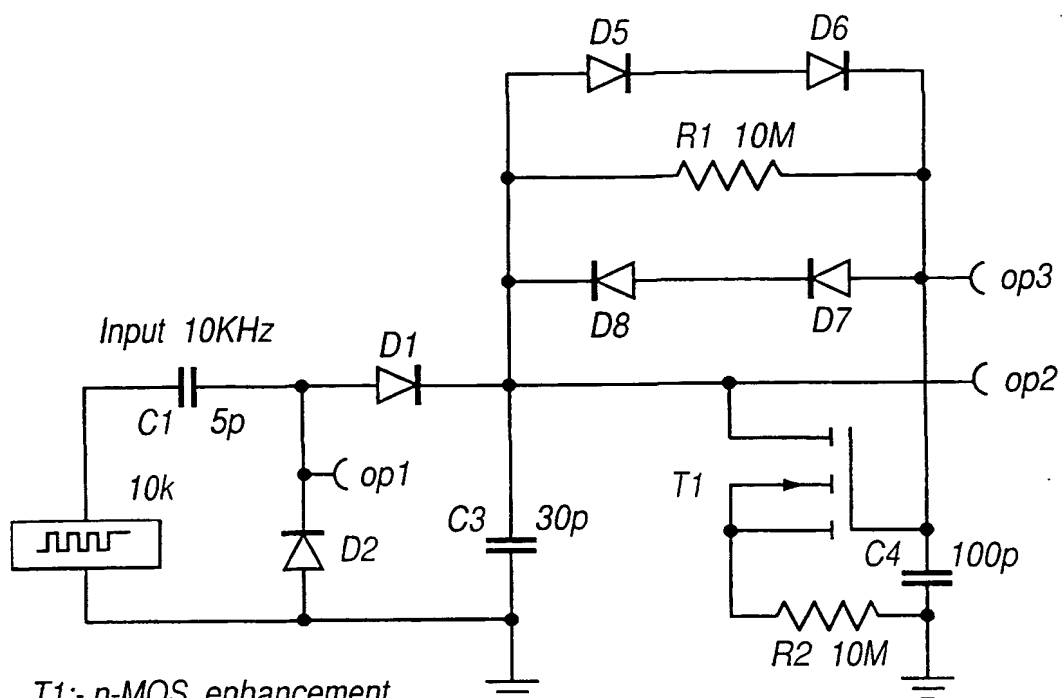 D5
D6
R1 10M
op3
D8
D7
Input 10KHz
D1
op2
C1 5p
op1
T1
10k
C3 30p
D2
C4 100p
R2 10M
T1:- n-MOS enhancement